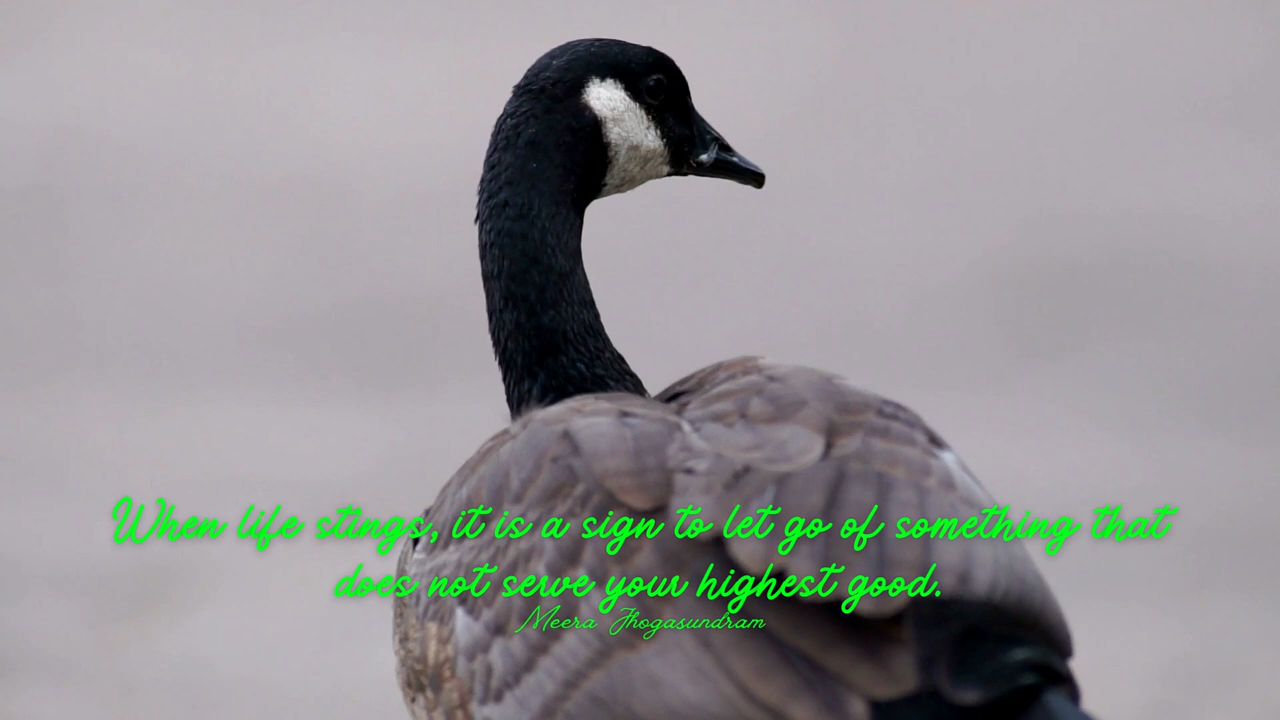 When life stings, it is a sign to let go of something that
does not serve your highest good.
Meera Jhogasundram